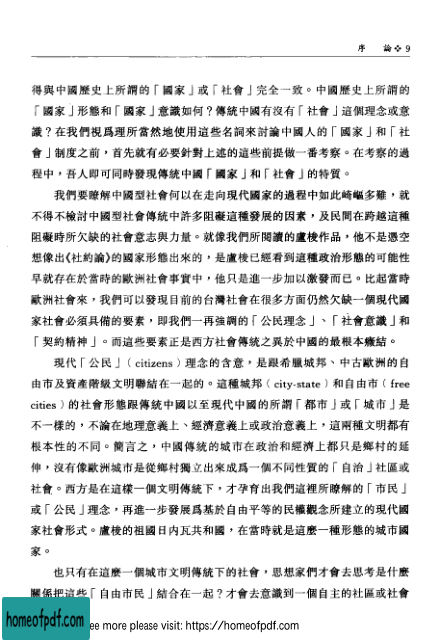 序　論❖ 9
得與中國歷史上所謂的「國家」或「社會」完全一致。中國歷史上所謂的
「國家」形態和「國家」意識如何？傳統中國有沒有「社會」這個理念或意
識？在我們視爲理所當然地使用這些名詞來討論中國人的「國家」和「社
會」制度之前，首先就有必要針對上述的這些前提做一番考察。在考察的過
程中，吾人即可同時發現傳統中國「國家」和「社會」的特質。
我們要瞭解中國型社會何以在走向現代國家的過程中如此崎嶇多難，就
不得不檢討中國型社會傳統中許多阻礙這種發展的因素，及民間在跨越這種
阻礙時所欠缺的社會意志與力量。就像我們所閱讀的盧梭作品，他不是憑空
想像出《社約論》的國家形態出來的，是盧梭已經看到這種政治形態的可能性
早就存在於當時的歐洲社會事實中，他只是進一步加以激發而已。比起當時
歐洲社會來，我們可以發現目前的台灣社會在很多方面仍然欠缺一個現代國
家社會必須具備的要素，即我們一再強調的「公民理念」、「社會意識」和
「契約精神」。而這些要素正是西方社會傳統之異於中國的最根本癥結。
現代「公民」（citizens）理念的含意，是跟希臘城邦、中古歐洲的自
由市及資產階級文明聯結在一起的。這種城邦（city-state）和自由市（free
cities）的社會形態跟傳統中國以至現代中國的所謂「都市」或「城市」是
不一樣的，不論在地理意義上、經濟意義上或政治意義上，這兩種文明都有
根本性的不同。簡言之，中國傳統的城市在政治和經濟上都只是鄉村的延
伸，沒有像歐洲城市是從鄉村獨立出來成爲一個不同性質的「自治」社區或
社會。西方是在這樣一個文明傳統下，才孕育出我們這裡所瞭解的「市民」
或「公民」理念，再進一步發展爲基於自由平等的民權觀念所建立的現代國
家社會形式。盧梭的祖國日內瓦共和國，在當時就是這麼一種形態的城市國
家。
也只有在這麼一個城市文明傳統下的社會，思想家們才會去思考是什麼
關係把這些「自由市民」結合在一起？才會去意識到一個自主的社區或社會
homeofpdf.com
ee more please visit: https://homeofpdf.com